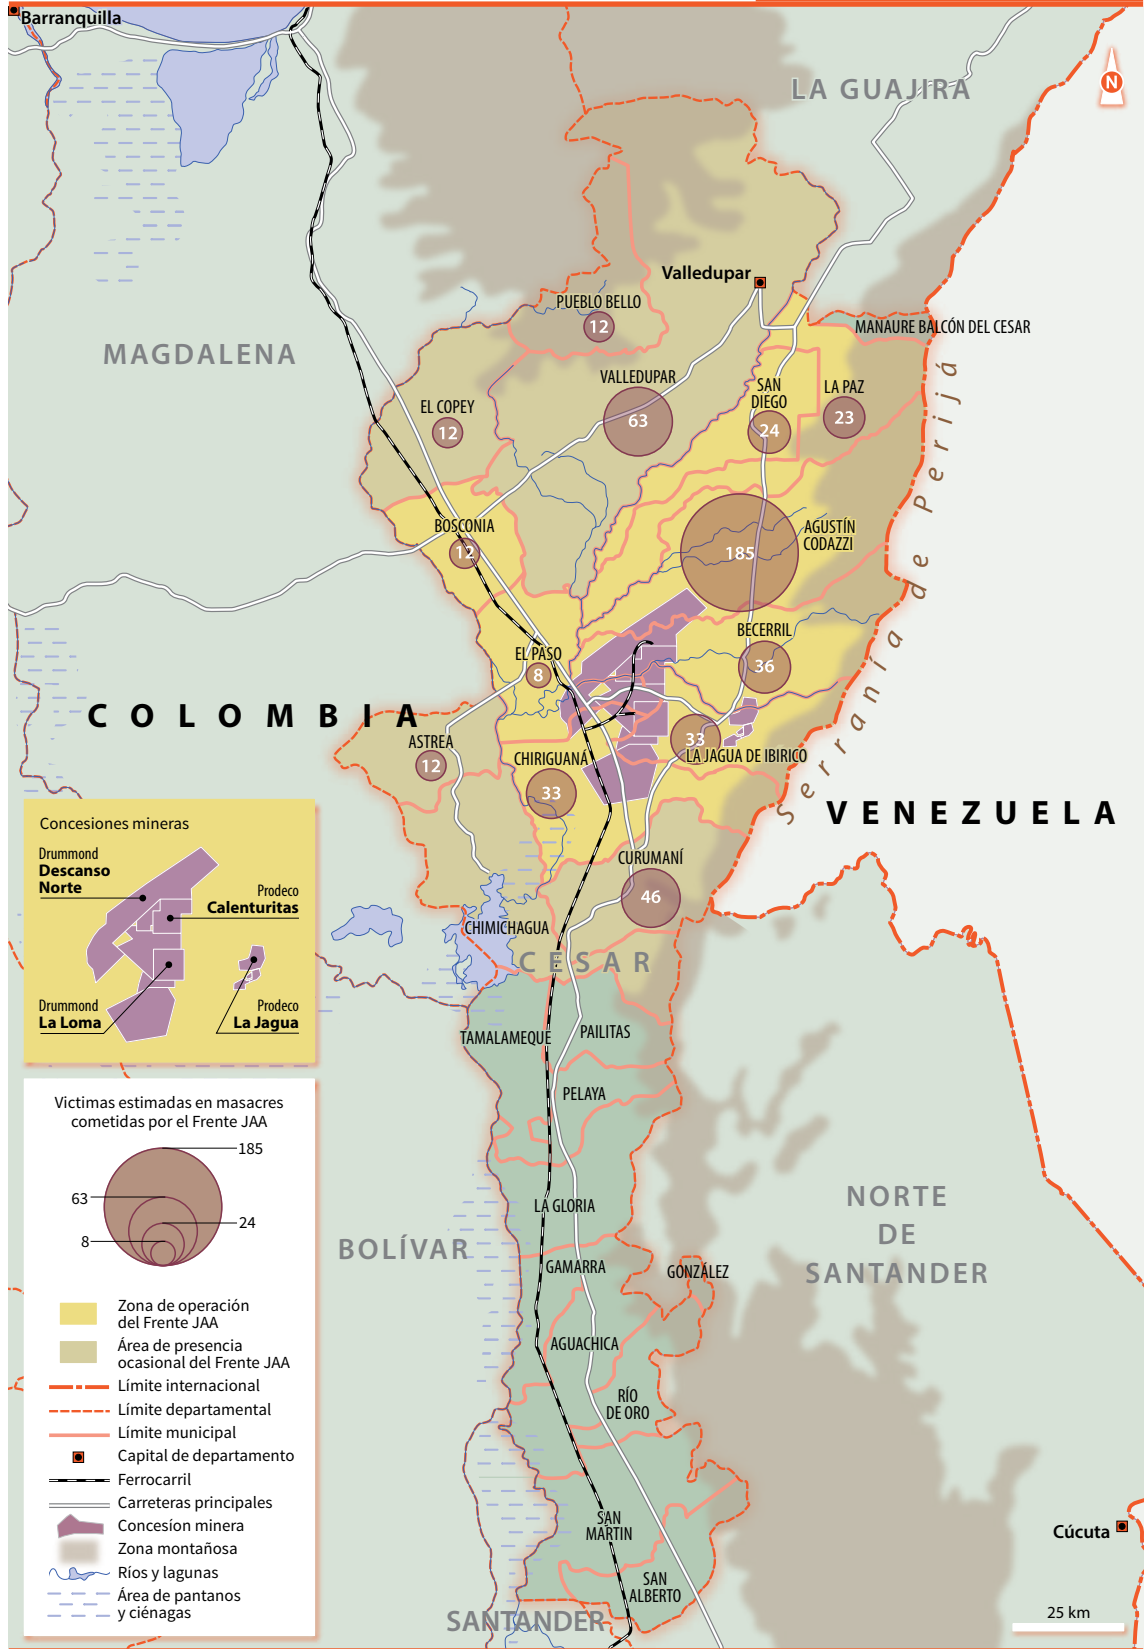 Barranquilla
LA GUAJIRA
N
Valledupar
PUEBLO BELLO
12
MANAURE BALCÓN DEL CESAR
MAGDALENA
VALLEDUPAR
63
SAN
DIEGO
24
LA PAZ
23
EL COPEY
12
Serranía de Perijá
BOSCONIA
12
AGUSTÍN
CODAZZI
185
BECERRIL
36
EL PASO
8
COLOMBIA
ASTREA
12
CHIRIGUANÁ
33
33
LA JAGUA DE IBIRICO
VENEZUELA
CURUMANÍ
46
CHIMICHAGUA
CESAR
TAMALAMEQUE
PAILITAS
PELAYA
LA GLORIA
BOLÍVAR
NORTE
DE
SANTANDER
GAMARRA
GONZÁLEZ
AGUACHICA
RÍO
DE ORO
SAN
MARTIN
SAN
ALBERTO
SANTANDER
Cúcuta
25 km
Concesiones mineras
Drummond
Descanso
Norte
Prodeco
Calenturitas
Drummond
La Loma
Prodeco
La Jagua
Victimas estimadas en masacres
cometidas por el Frente JAA
185
63
24
8
Zona de operación
del Frente JAA
Área de presencia
ocasional del Frente JAA
Límite internacional
Límite departamental
Límite municipal
Capital de departamento
Ferrocarril
Carreteras principales
Concesíon minera
Zona montañosa
Ríos y lagunas
Área de pantanos
y ciénagas